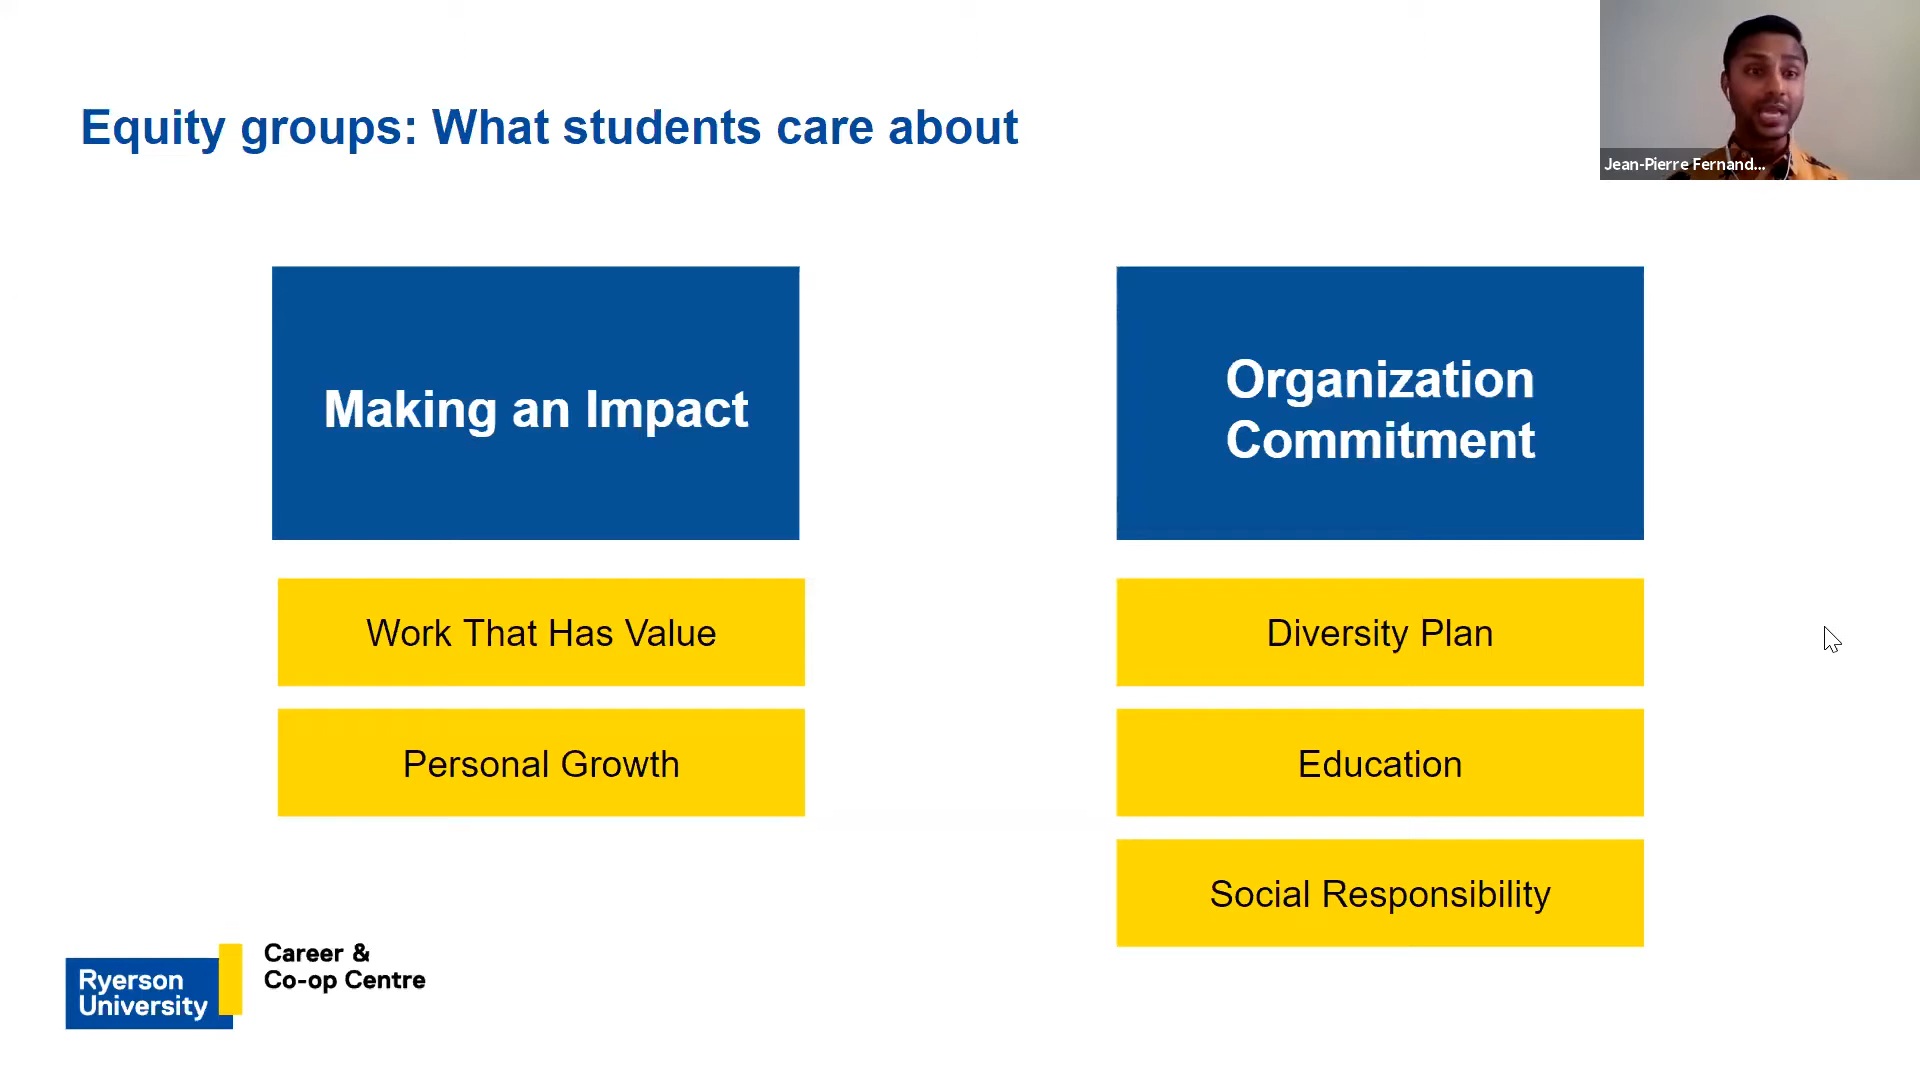 Equity groups: What students care about
Jean-Pierre Fernand...
Making an Impact
Organization
Commitment
Work That Has Value
Diversity Plan
Personal Growth
Education
Social Responsibility
Ryerson
University
Career &
Co-op Centre